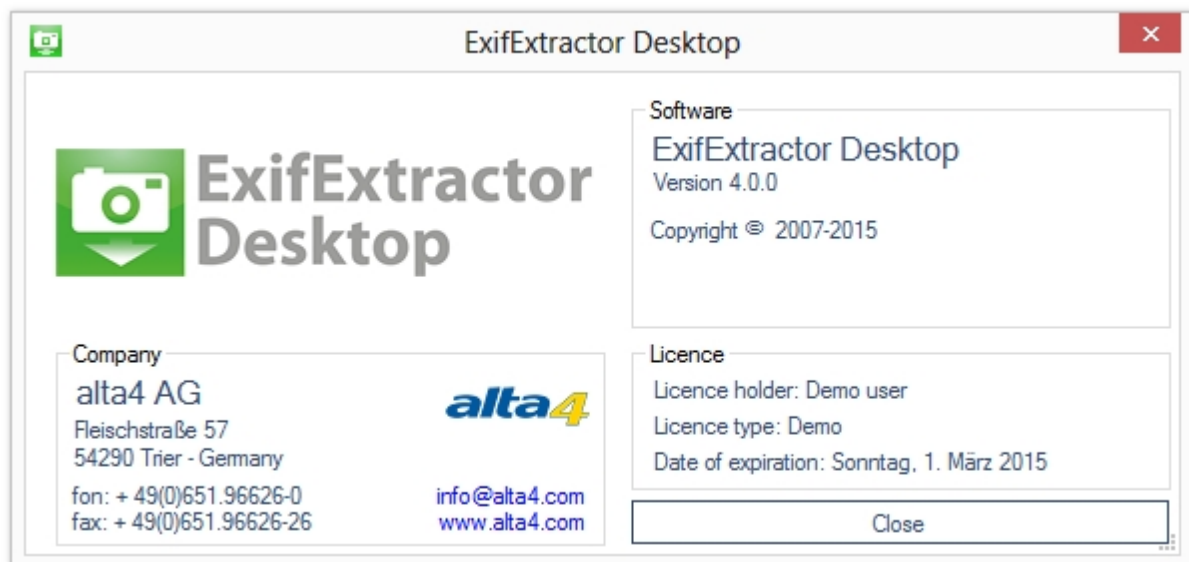 ExifExtractor Desktop
ExifExtractor
Desktop
Software
ExifExtractor Desktop
Version 4.0.0
Copyright © 2007-2015
Company
alta4 AG
alta4
Fleischstraße 57
54290 Trier - Germany
fon: + 49(0)651.96626-0
info@alta4.com
fax: + 49(0)651.96626-26
www.alta4.com
Licence
Licence holder: Demo user
Licence type: Demo
Date of expiration: Sonntag, 1. März 2015
Close